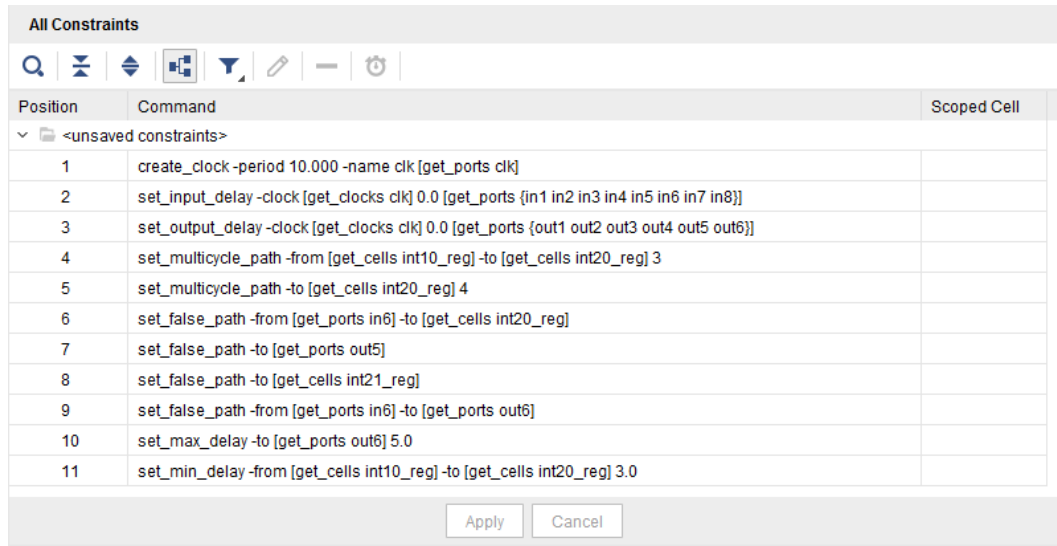 All Constraints
Position Command Scoped Cell
<unsaved constraints>
1 create_clock -period 10.000 -name clk [get_ports clk]
2 set_input_delay -clock [get_clocks clk] 0.0 [get_ports {in1 in2 in3 in4 in5 in6 in7 in8}]
3 set_output_delay -clock [get_clocks clk] 0.0 [get_ports {out1 out2 out3 out4 out5 out6}]
4 set_multicycle_path -from [get_cells int10_reg] -to [get_cells int20_reg] 3
5 set_multicycle_path -to [get_cells int20_reg] 4
6 set_false_path -from [get_ports in6] -to [get_cells int20_reg]
7 set_false_path -to [get_ports out5]
8 set_false_path -to [get_cells int21_reg]
9 set_false_path -from [get_ports in6] -to [get_ports out6]
10 set_max_delay -to [get_ports out6] 5.0
11 set_min_delay -from [get_cells int10_reg] -to [get_cells int20_reg] 3.0
Apply Cancel